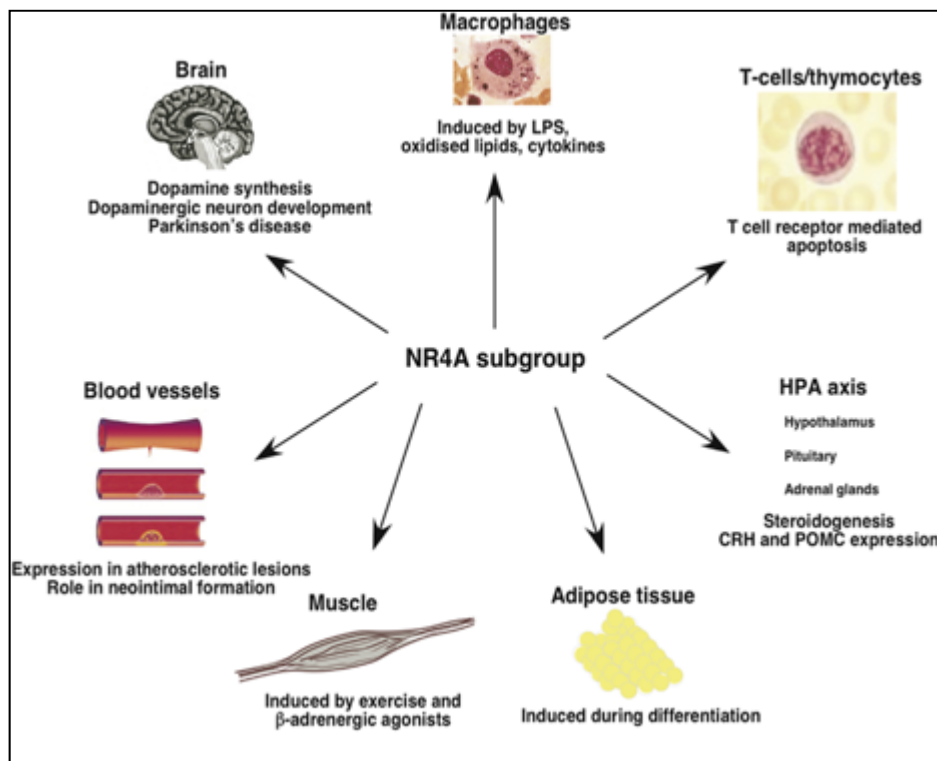 Macrophages
Induced by LPS,
oxidised lipids, cytokines
Brain
Dopamine synthesis
Dopaminergic neuron development
Parkinson's disease
T-cells/thymocytes
T cell receptor mediated
apoptosis
NR4A subgroup
Blood vessels
Expression in atherosclerotic lesions
Role in neointimal formation
HPA axis
Hypothalamus
Pituitary
Adrenal glands
Steroidogenesis
CRH and POMC expression
Muscle
Induced by exercise and
β-adrenergic agonists
Adipose tissue
Induced during differentiation